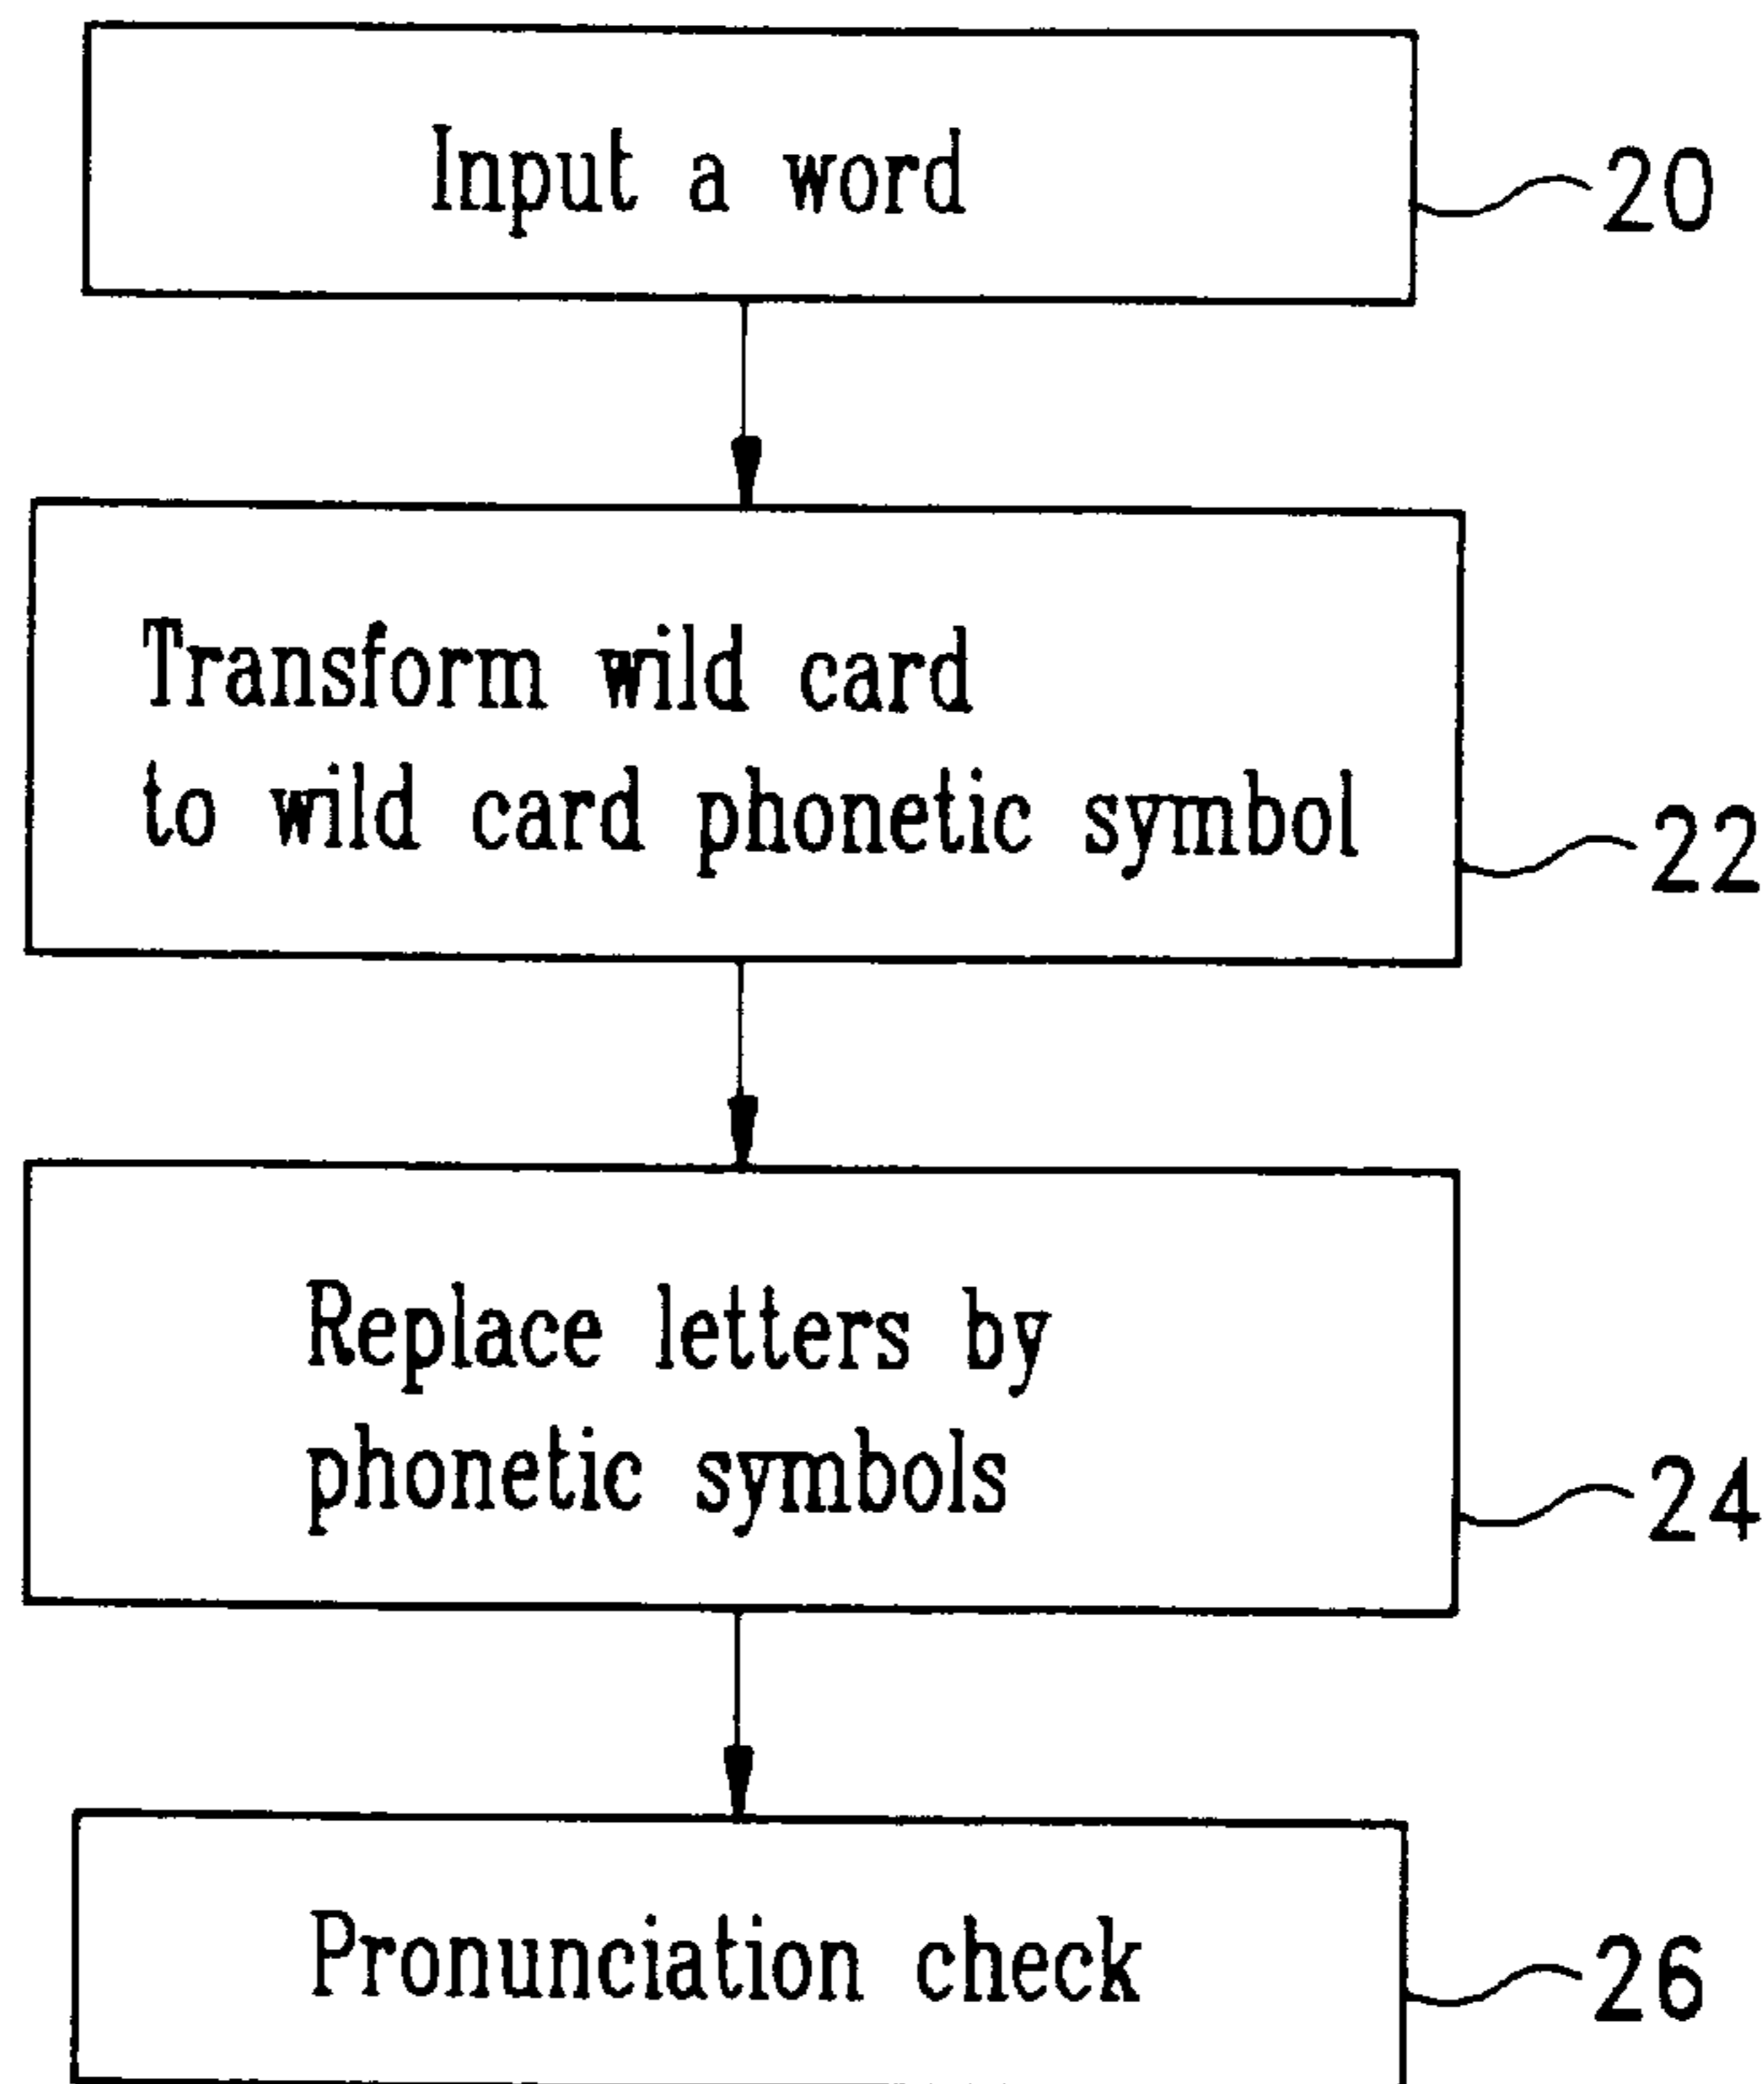 Input a word
20
Transform wild card
to wild card phonetic symbol
22
Replace letters by
phonetic symbols
24
Pronunciation check
26